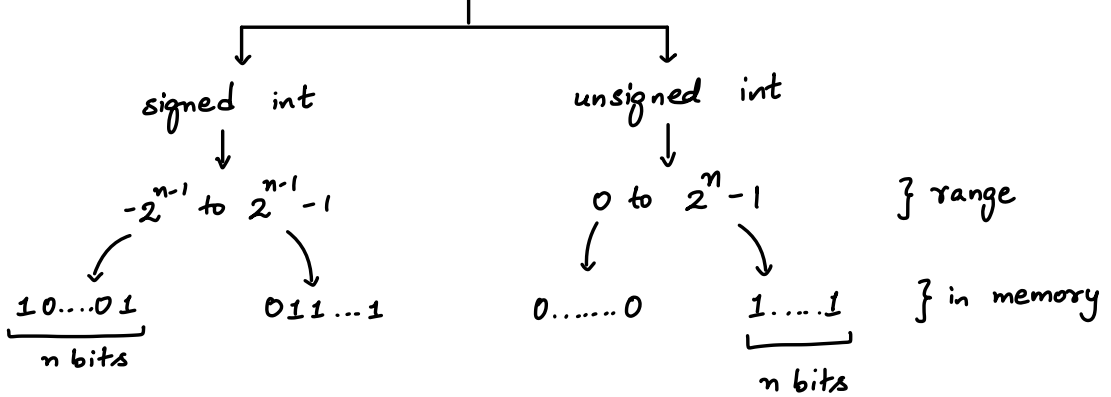 signed int unsigned int
-2^{n-1} to 2^{n-1} -1 0 to 2^n -1 } range
10....01 011...1 0.......0 1.....1 } in memory
n bits n bits